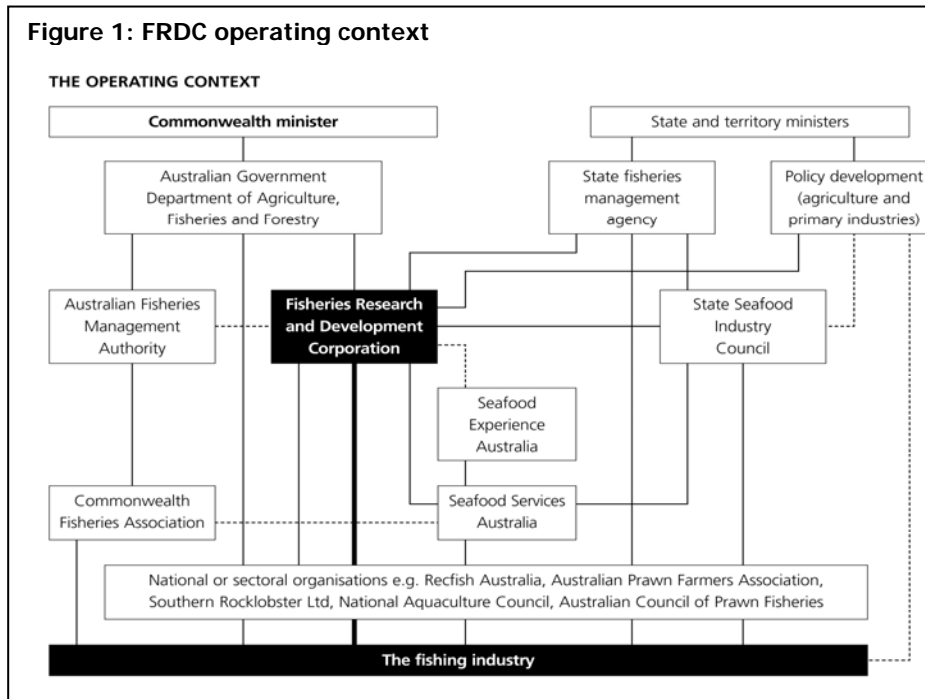 Figure 1: FRDC operating context
THE OPERATING CONTEXT
Commonwealth minister
State and territory ministers
Australian Government
Department of Agriculture,
Fisheries and Forestry
State fisheries
management
agency
Policy development
(agriculture and
primary industries)
Australian Fisheries
Management
Authority
Fisheries Research
and Development
Corporation
State Seafood
Industry
Council
Seafood
Experience
Australia
Commonwealth
Fisheries Association
Seafood Services
Australia
National or sectoral organisations e.g. Recfish Australia, Australian Prawn Farmers Association,
Southern Rocklobster Ltd, National Aquaculture Council, Australian Council of Prawn Fisheries
The fishing industry